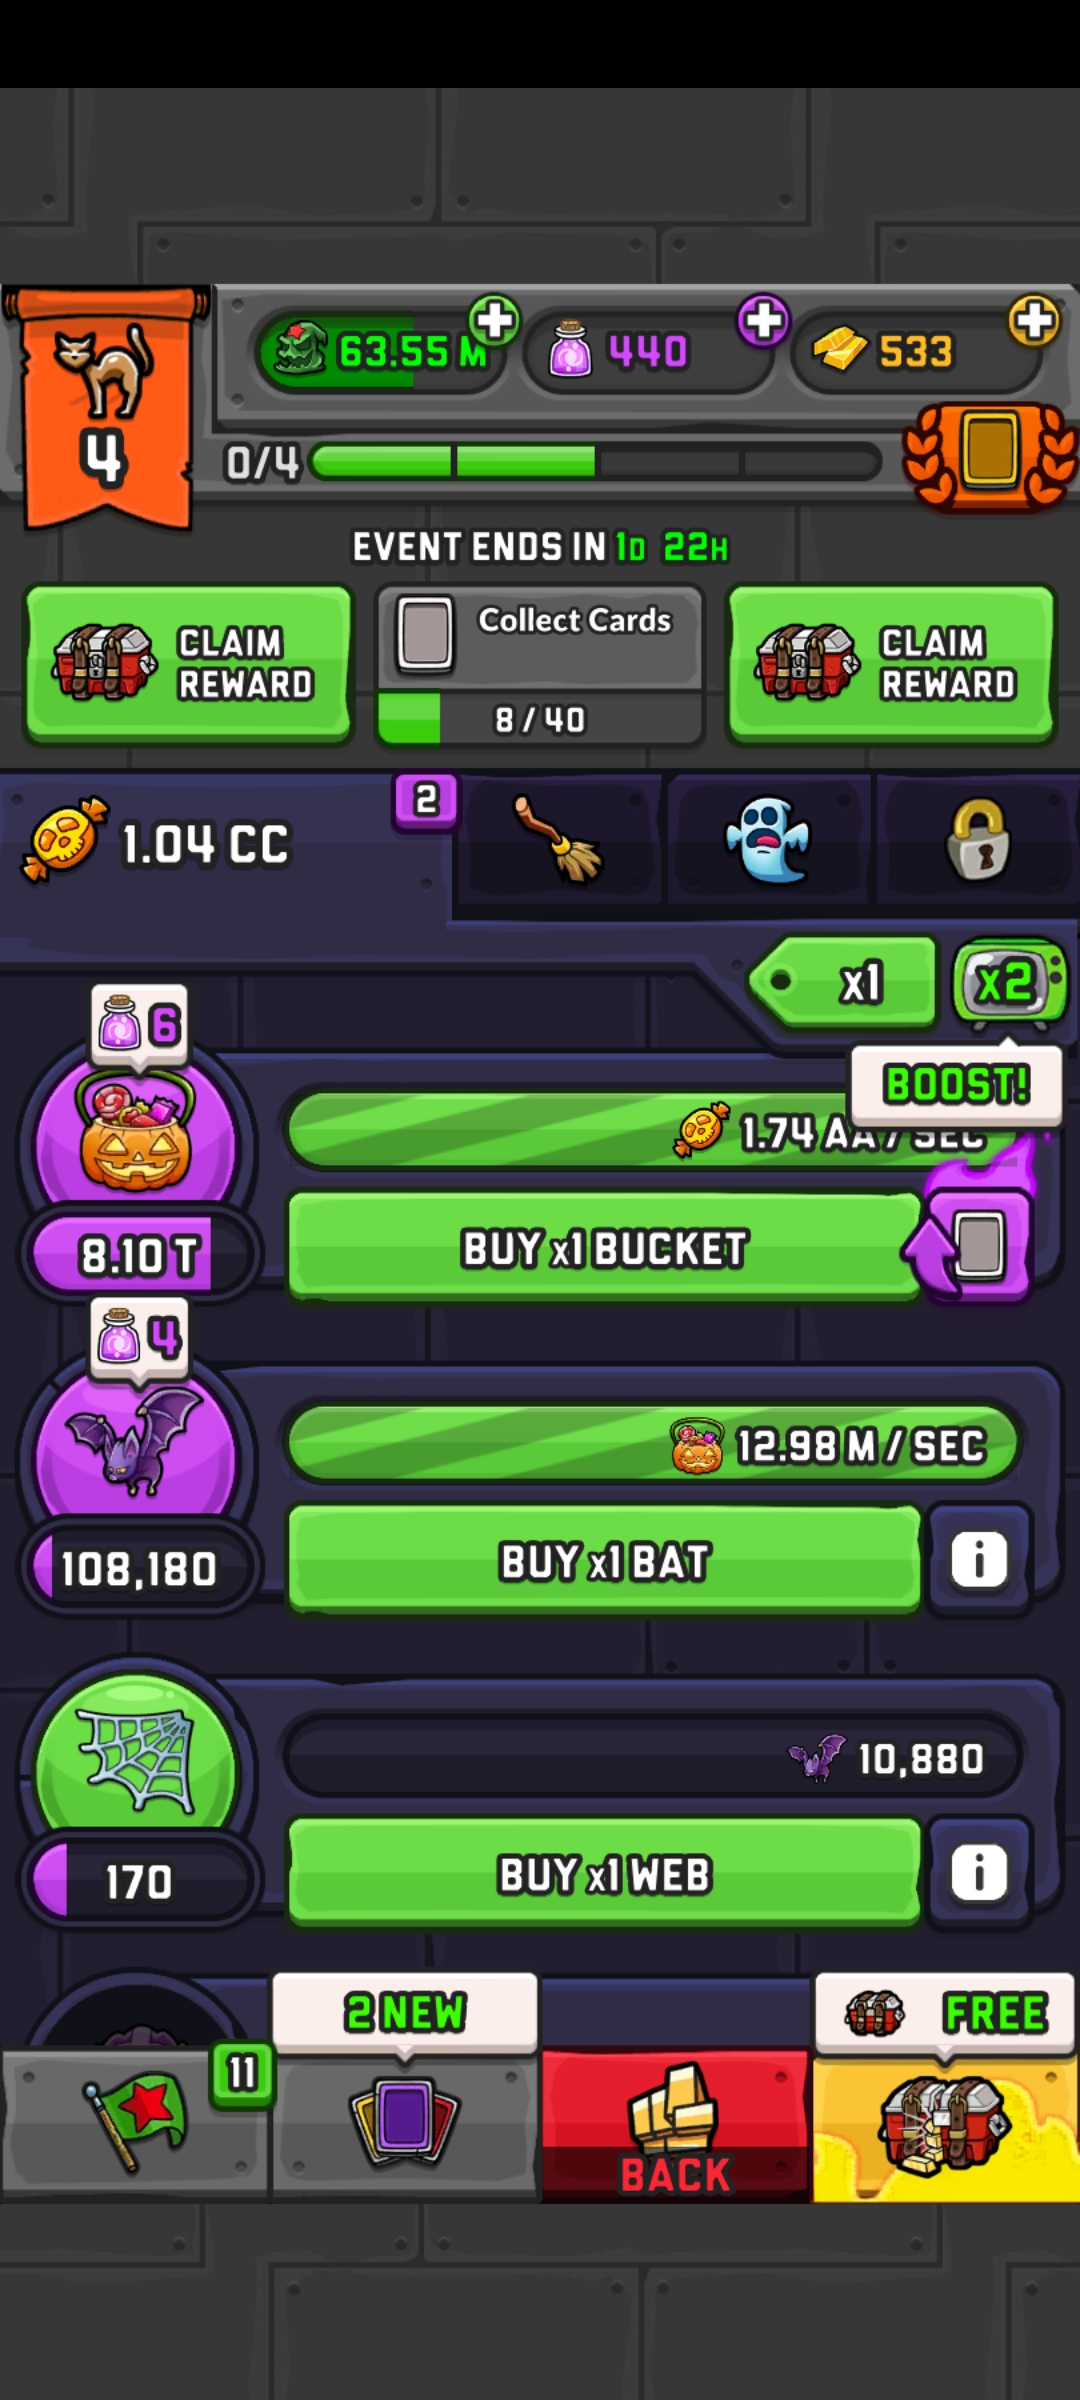 63.55 M
440
533
4
0/4
EVENT ENDS IN 1D 22H
CLAIM REWARD
Collect Cards
8 / 40
CLAIM REWARD
1.04 CC
2
x1
x2
BOOST!
6
1.74 AA / SEC
8.10 T
BUY x1 BUCKET
4
12.98 M / SEC
108,180
BUY x1 BAT
10,880
170
BUY x1 WEB
2 NEW
FREE
11
BACK